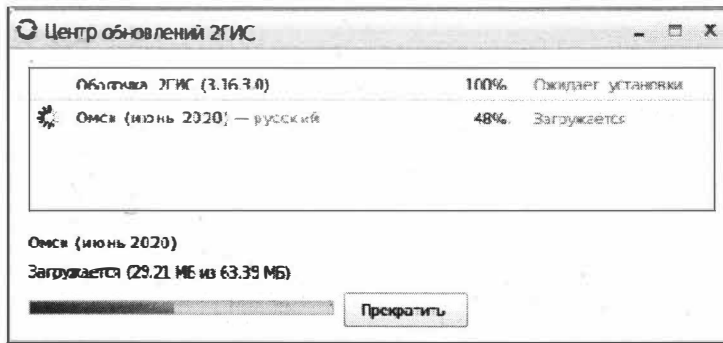 Центр обновлений 2ГИС
Оболочка 2ГИС (3.16.3.0) 100% Ожидает установки
Омск (июнь 2020) — русский 48% Загружается
Омск (июнь 2020)
Загружается (29.21 МБ из 63.39 МБ)
Прекратить